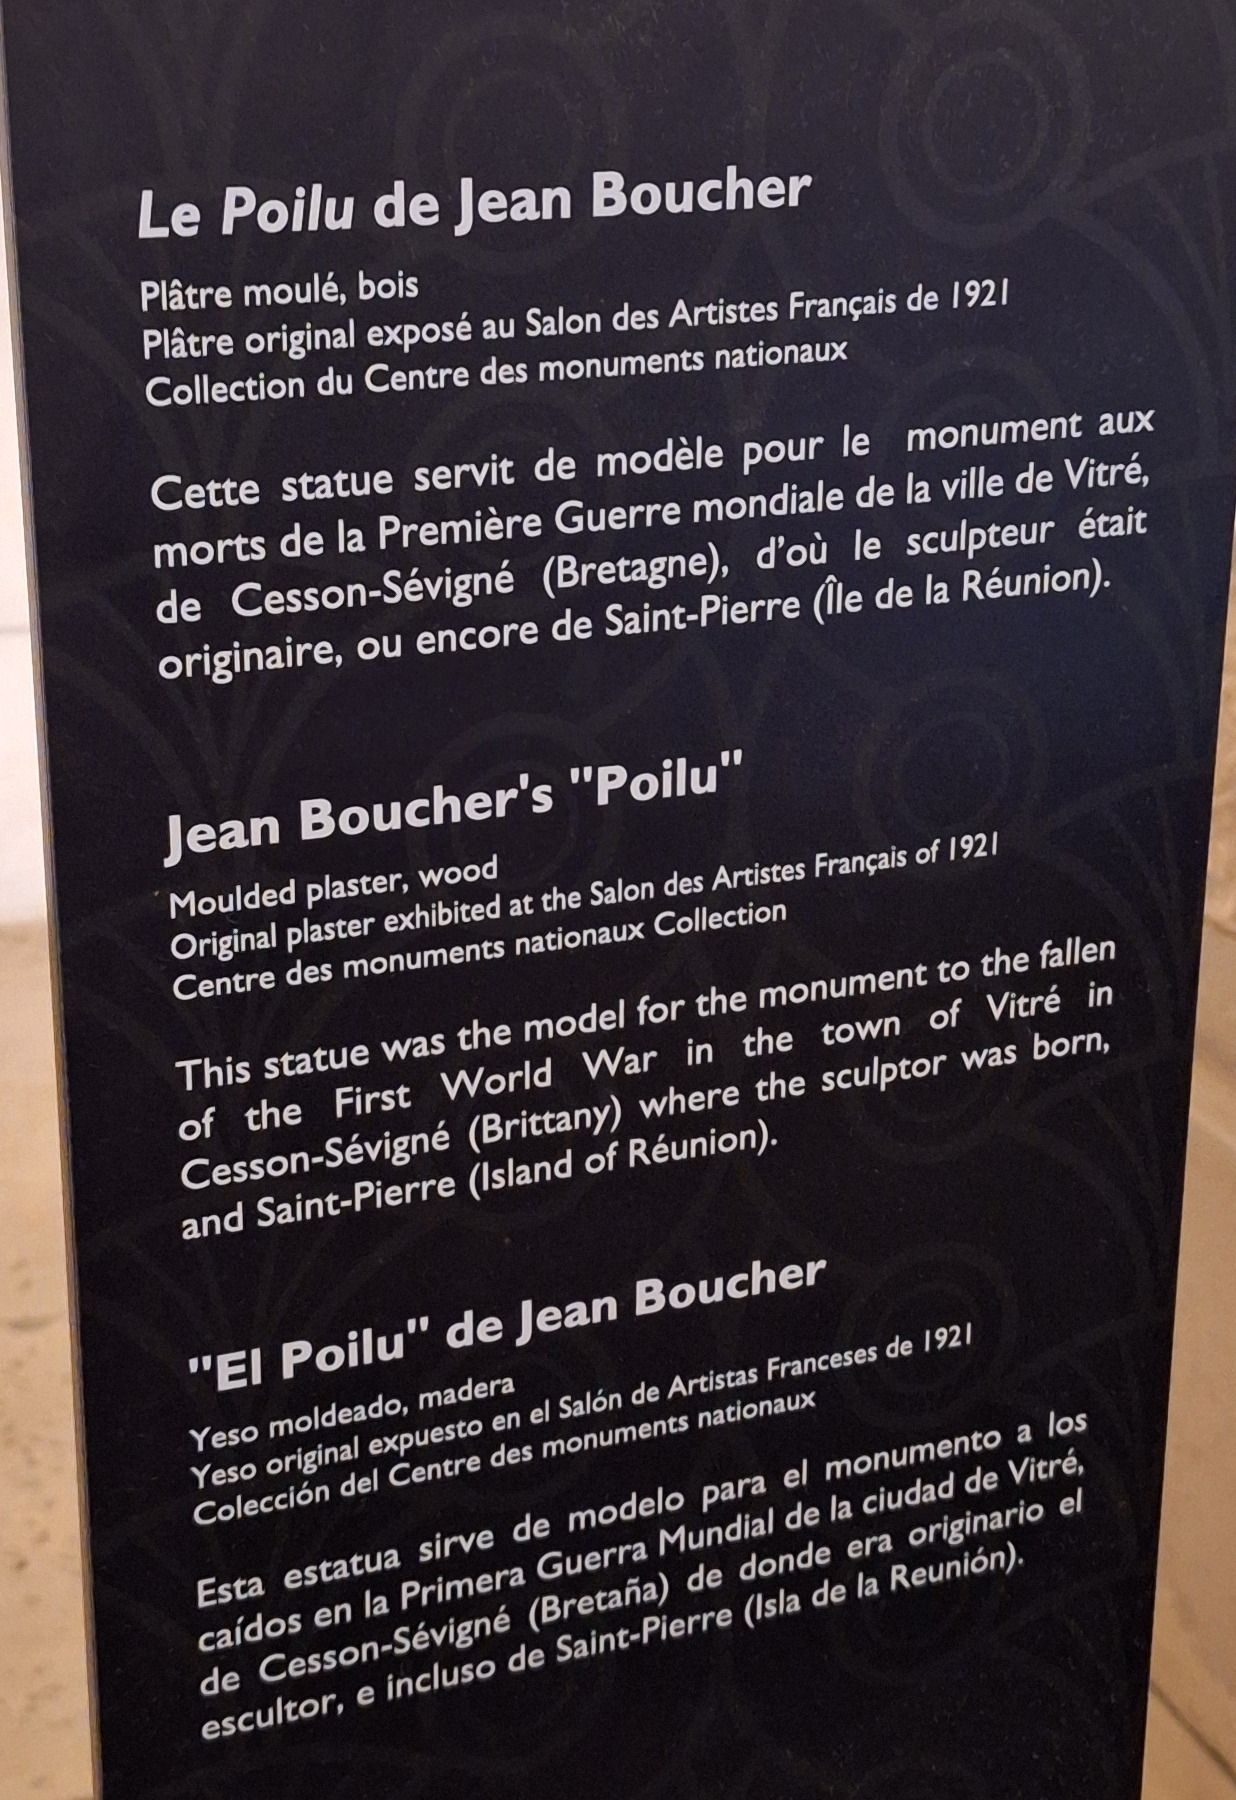 Le Poilu de Jean Boucher
Plâtre moulé, bois
Plâtre original exposé au Salon des Artistes Français de 1921
Collection du Centre des monuments nationaux
Cette statue servit de modèle pour le monument aux
morts de la Première Guerre mondiale de la ville de Vitré,
de Cesson-Sévigné (Bretagne), d'où le sculpteur était
originaire, ou encore de Saint-Pierre (Île de la Réunion).
Jean Boucher's "Poilu"
Moulded plaster, wood
Original plaster exhibited at the Salon des Artistes Français of 1921
Centre des monuments nationaux Collection
This statue was the model for the monument to the fallen
of the First World War in the town of Vitré in
Cesson-Sévigné (Brittany) where the sculptor was born,
and Saint-Pierre (Island of Réunion).
"El Poilu" de Jean Boucher
Yeso moldeado, madera
Yeso original expuesto en el Salón de Artistas Franceses de 1921
Colección del Centre des monuments nationaux
Esta estatua sirve de modelo para el monumento a los
caídos en la Primera Guerra Mundial de la ciudad de Vitré,
de Cesson-Sévigné (Bretaña) de donde era originario el
escultor, e incluso de Saint-Pierre (Isla de la Reunión).